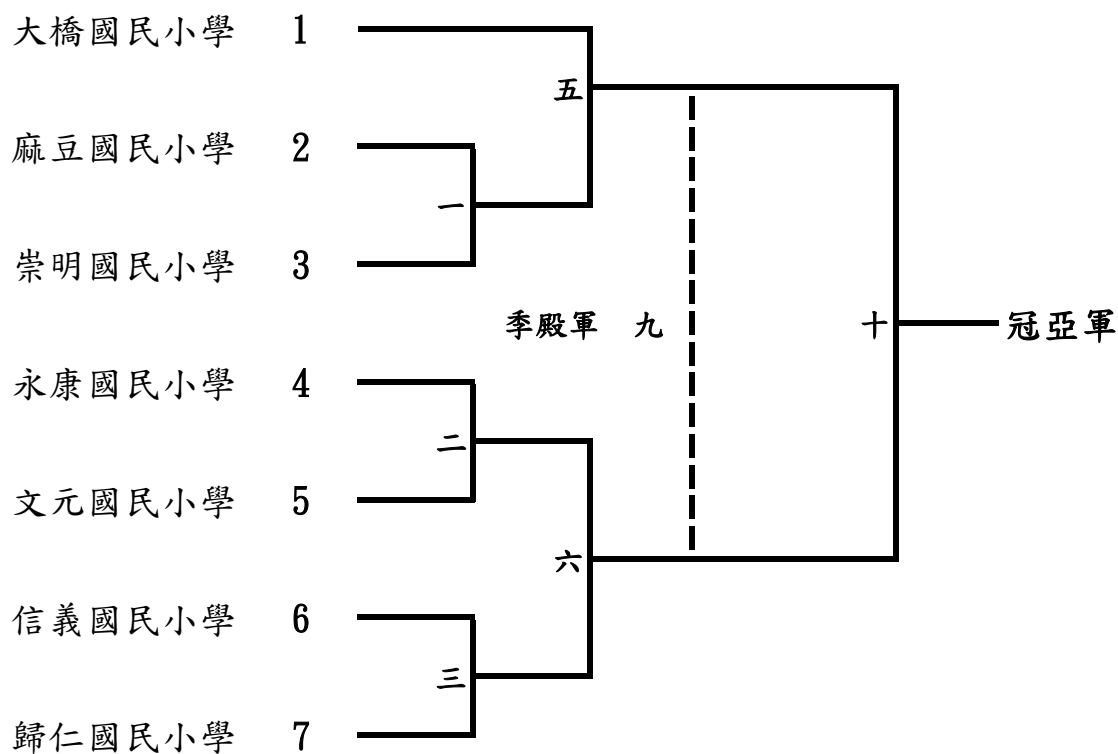 大橋國民小學 1
五
麻豆國民小學 2
一
崇明國民小學 3
季殿軍 九
十
冠亞軍
永康國民小學 4
二
文元國民小學 5
六
信義國民小學 6
三
歸仁國民小學 7